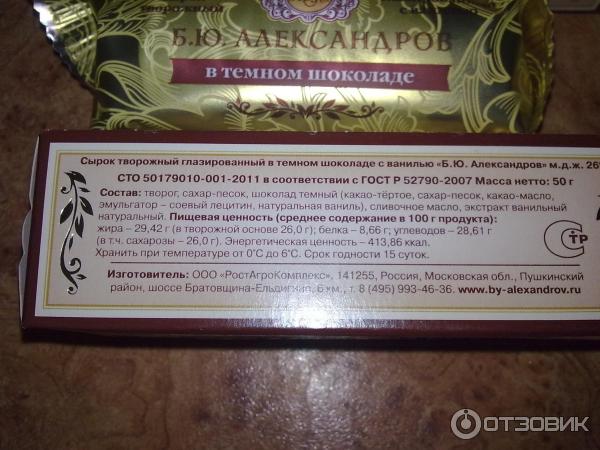 творожный
Б.Ю. АЛЕКСАНДРОВ
в темном шоколаде
Сырок творожный глазированный в темном шоколаде с ванилью «Б.Ю. Александров» м.д.ж. 26%
СТО 50179010-001-2011 в соответствии с ГОСТ Р 52790-2007 Масса нетто: 50 г
Состав: творог, сахар-песок, шоколад темный (какао-тёртое, сахар-песок, какао-масло,
эмульгатор – соевый лецитин, натуральная ваниль), сливочное масло, экстракт ванильный
натуральный. Пищевая ценность (среднее содержание в 100 г продукта):
жира – 29,42 г (в творожной основе 26,0 г); белка – 8,66 г; углеводов – 28,61 г
(в т.ч. сахарозы – 26,0 г). Энергетическая ценность – 413,86 ккал.
Хранить при температуре от 0°С до 6°С. Срок годности 15 суток.
СТР
Изготовитель: ООО «РостАгроКомплекс», 141255, Россия, Московская обл., Пушкинский
район, шоссе Братовщина-Ельдигино, 6 км., т. 8 (495) 993-46-36. www.by-alexandrov.ru
ОТЗОВИК